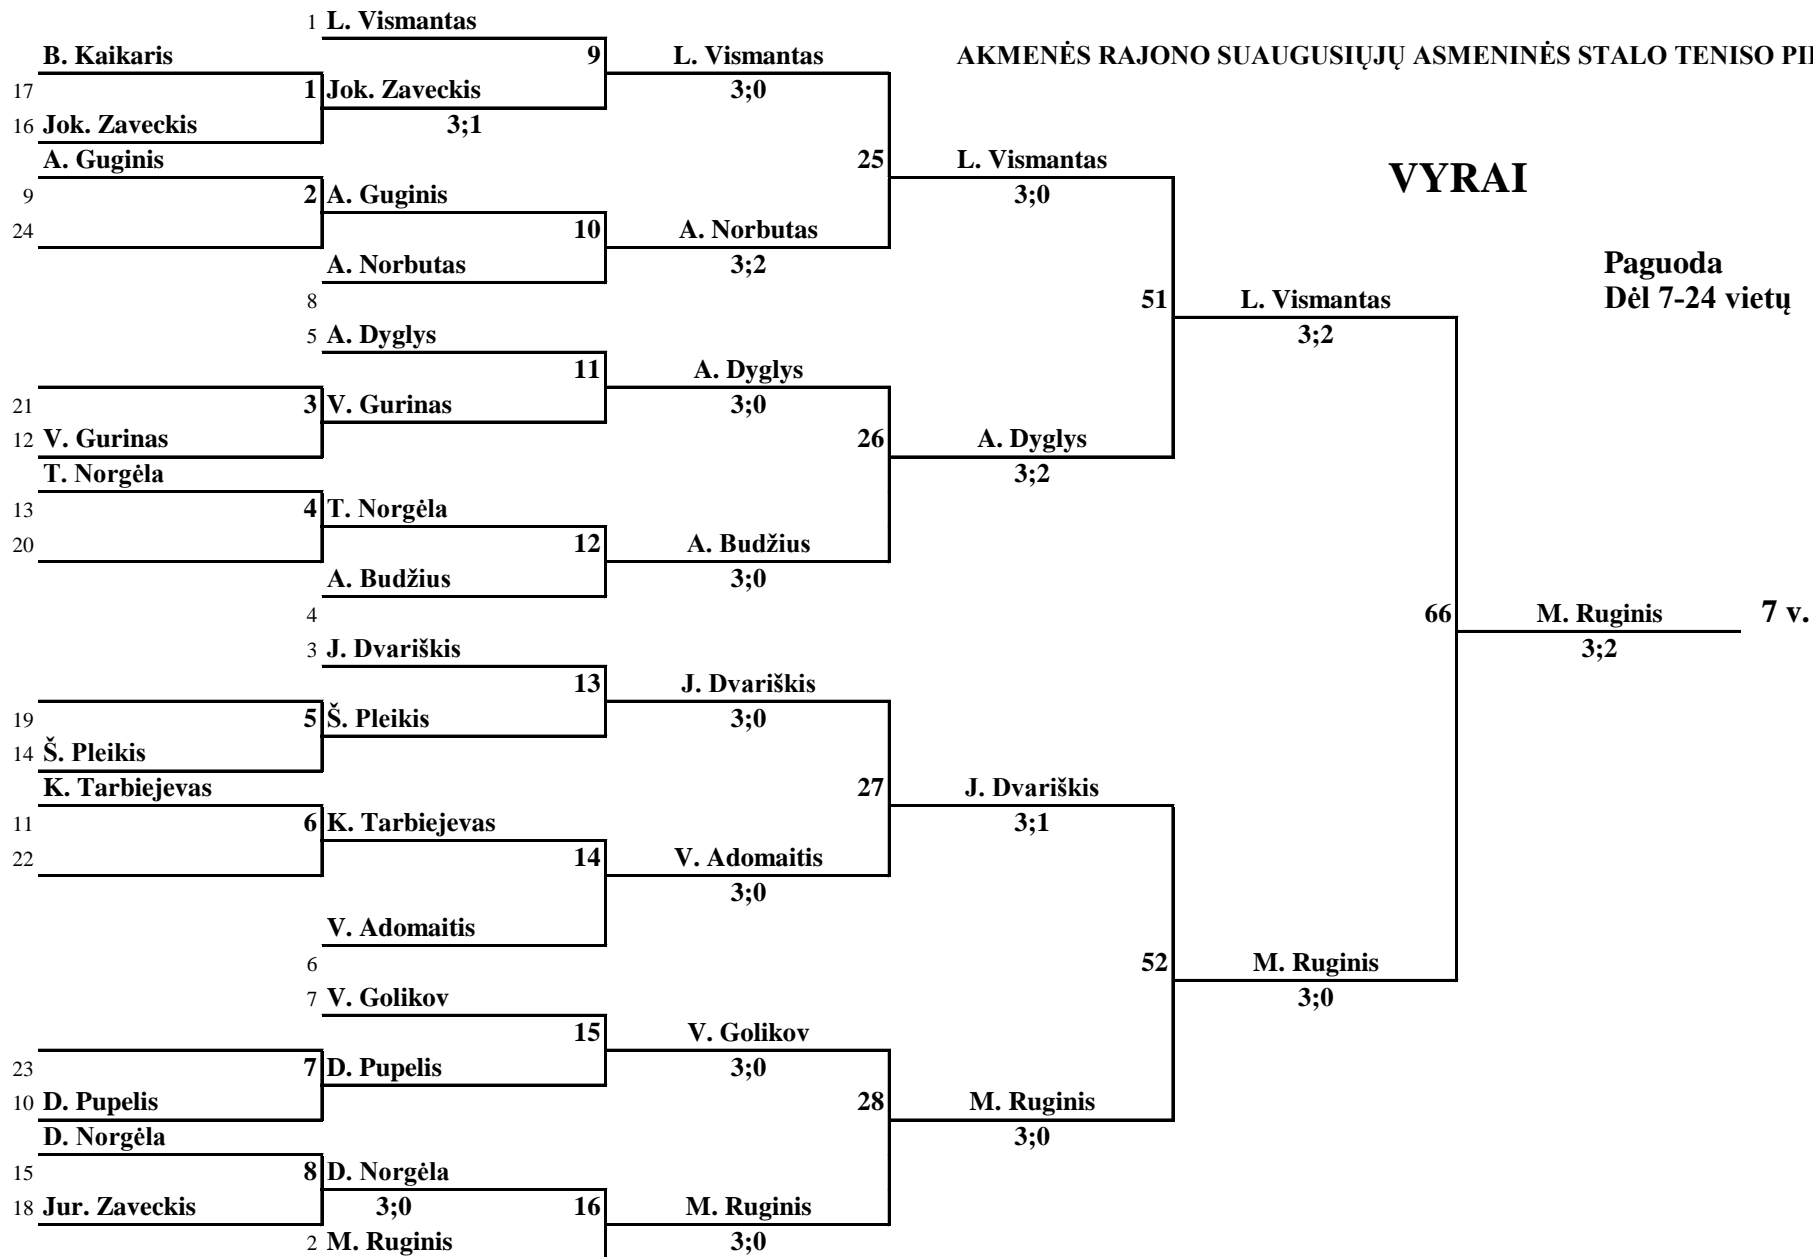 1 L. Vismantas
B. Kaikaris 9 L. Vismantas AKMENĖS RAJONO SUAUGUSIŲJŲ ASMENINĖS STALO TENISO
17 1 Jok. Zaveckis 3;0
16 Jok. Zaveckis 3;1
A. Guginis 25 L. Vismantas VYRAI
9 2 A. Guginis 3;0
24 10 A. Norbutas
A. Norbutas 3;2 Paguoda
8 51 L. Vismantas Dėl 7-24 vietų
5 A. Dyglys 3;2
11 A. Dyglys
21 3 V. Gurinas 3;0
12 V. Gurinas 26 A. Dyglys
T. Norgėla 3;2
13 4 T. Norgėla
20 12 A. Budžius
A. Budžius 3;0
4 66 M. Ruginis 7 v.
3 J. Dvariškis 3;2
13 J. Dvariškis
19 5 Š. Pleikis 3;0
14 Š. Pleikis
K. Tarbiejevas 27 J. Dvariškis
11 6 K. Tarbiejevas 3;1
22 14 V. Adomaitis
3;0
V. Adomaitis
6 52 M. Ruginis
7 V. Golikov 3;0
15 V. Golikov
23 7 D. Pupelis 3;0
10 D. Pupelis 28 M. Ruginis
D. Norgėla 3;0
15 8 D. Norgėla
18 Jur. Zaveckis 3;0 16 M. Ruginis
2 M. Ruginis 3;0